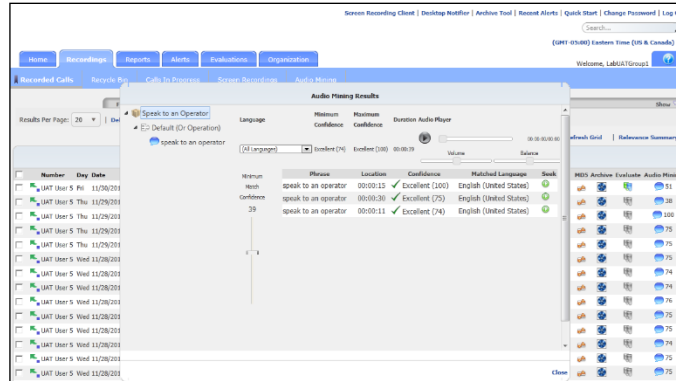 Screen Recording Client | Desktop Notifier | Archive Tool | Recent Alerts | Quick Start | Change Password | Log
Search...
(GMT-05:00) Eastern Time (US & Canada)
Home Recordings Reports Alerts Evaluations Organization
Welcome, LabUATGroup1
Recorded Calls Recycle Bin Calls In Progress Screen Recordings Audio Mining
Audio Mining Results
Show
Results Per Page: 20
Speak to an Operator
Default (Or Operation)
speak to an operator
Language Minimum Confidence Maximum Confidence Duration Audio Player
(All Languages) Excellent (74) Excellent (100) 00:00:39
00:00:00/00:00
Volume Balance
efresh Grid | Relevance Summary
Minimum Match Confidence
39
Phrase Location Confidence Matched Language Seek
speak to an operator 00:00:15 Excellent (100) English (United States)
speak to an operator 00:00:30 Excellent (75) English (United States)
speak to an operator 00:00:11 Excellent (74) English (United States)
Number Day Date MD5 Archive Evaluate Audio Mini
UAT User 5 Fri 11/30/201 51
UAT User 5 Thu 11/29/201 38
UAT User 5 Thu 11/29/201 100
UAT User 5 Thu 11/29/201 75
UAT User 5 Thu 11/29/201 75
UAT User 5 Wed 11/28/201 75
UAT User 5 Wed 11/28/201 74
UAT User 5 Wed 11/28/201 74
UAT User 5 Wed 11/28/201 76
UAT User 5 Wed 11/28/201 75
UAT User 5 Wed 11/28/201 75
UAT User 5 Wed 11/28/201 74
UAT User 5 Wed 11/28/201 75
UAT User 5 Wed 11/28/201 75
Close